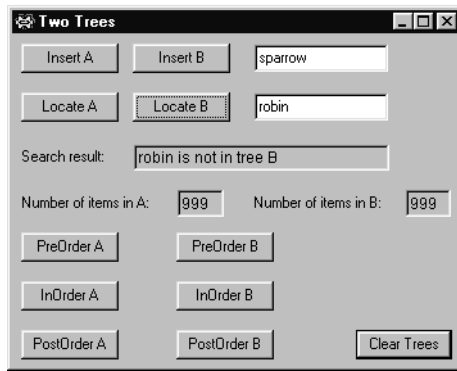 Two Trees
Insert A Insert B sparrow
Locate A Locate B robin
Search result: robin is not in tree B
Number of items in A: 999 Number of items in B: 999
PreOrder A PreOrder B
InOrder A InOrder B
PostOrder A PostOrder B Clear Trees